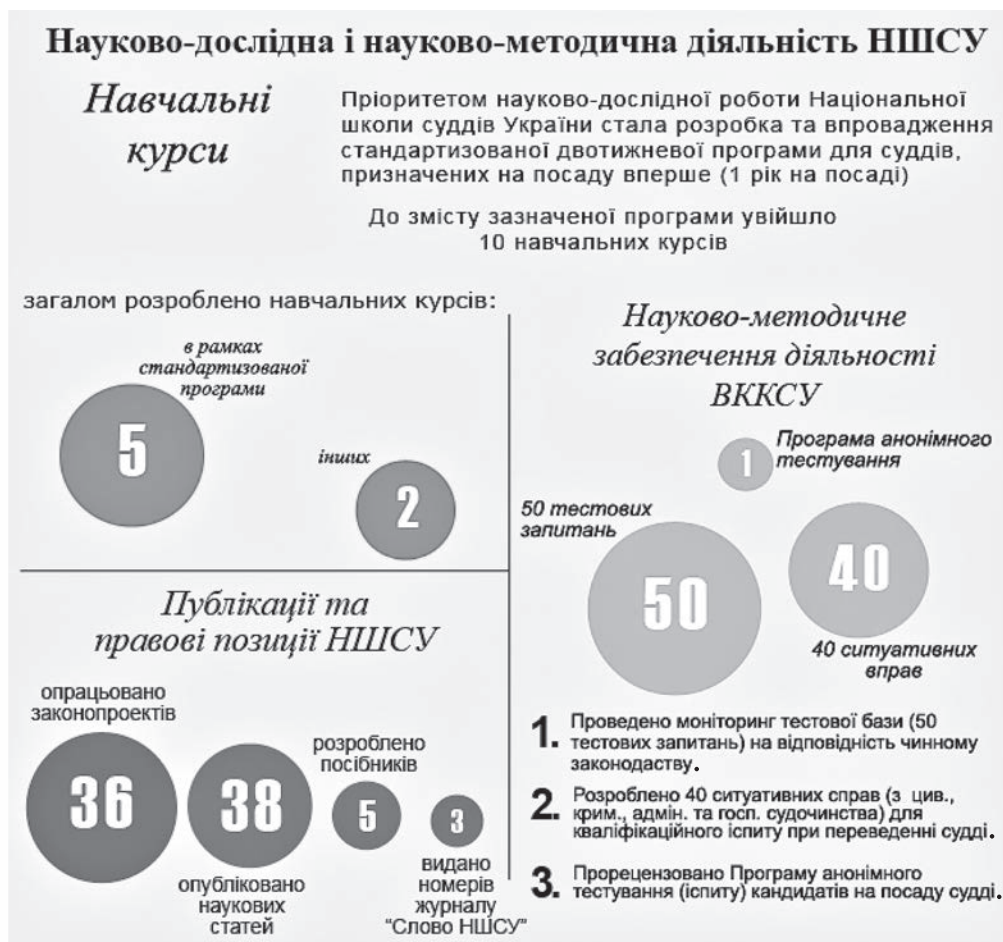 Науково-дослідна і науково-методична діяльність НШСУ
Навчальні
курси
Пріоритетом науково-дослідної роботи Національної
школи суддів України стала розробка та впровадження
стандартизованої двотижневої програми для суддів,
призначених на посаду вперше (1 рік на посаді)
До змісту зазначеної програми увійшло
10 навчальних курсів
загалом розроблено навчальних курсів:
в рамках
стандартизованої
програми
5
інших
2
Науково-методичне
забезпечення діяльності
ВККСУ
1
Програма анонімного
тестування
50 тестових
запитань
50
40
40 ситуативних
вправ
1. Проведено моніторинг тестової бази (50
тестових запитань) на відповідність чинному
законодаству.
2. Розроблено 40 ситуативних справ (з цив.,
крим., адмін. та госп. судочинства) для
кваліфікаційного іспиту при переведенні судді.
3. Прорецензовано Програму анонімного
тестування (іспиту) кандидатів на посаду судді.
Публікації та
правові позиції НШСУ
опрацьовано
законопроектів
36
38
опубліковано
наукових
статей
розроблено
посібників
5
3
видано
номерів
журналу
"Слово НШСУ"